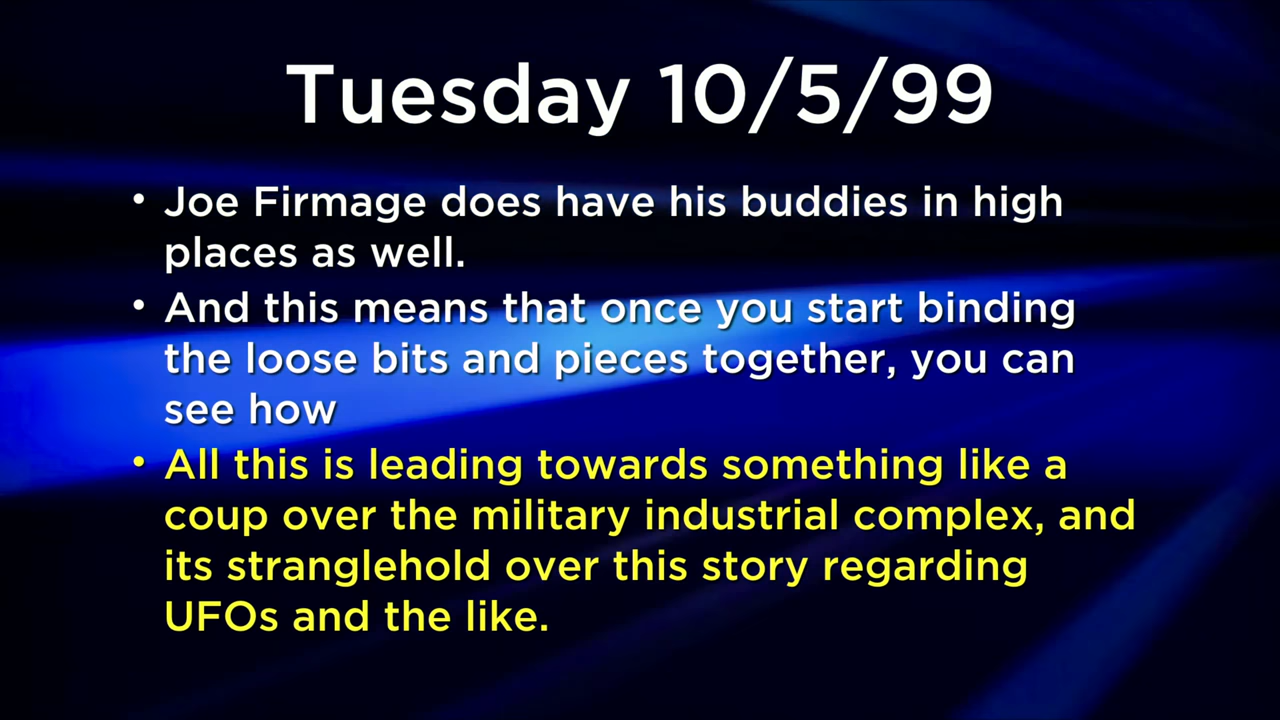 Tuesday 10/5/99
• Joe Firmage does have his buddies in high
places as well.
• And this means that once you start binding
the loose bits and pieces together, you can
see how
• All this is leading towards something like a
coup over the military industrial complex, and
its stranglehold over this story regarding
UFOs and the like.